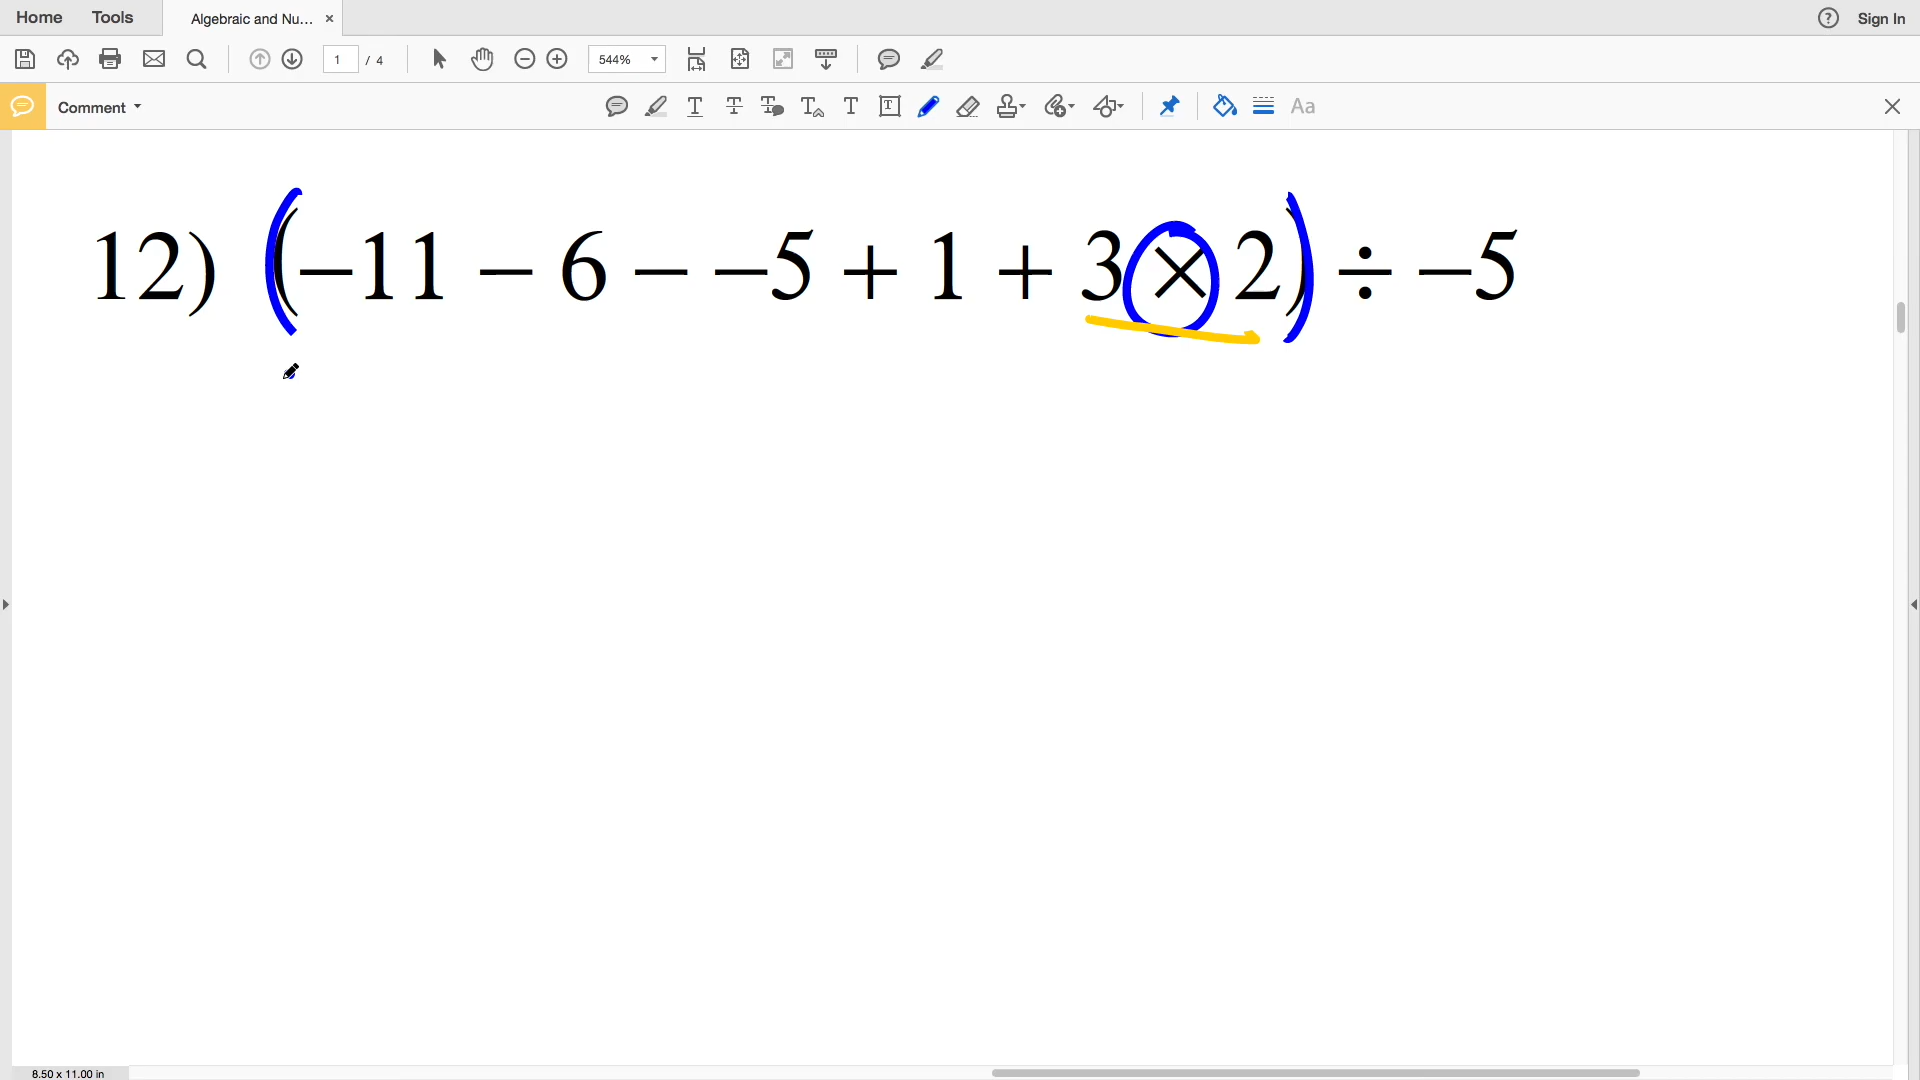 Home Tools Algebraic and Nu... × ? Sign In
1 / 4 544%
Comment T T T T T T Aa
12) (−11 − 6 − −5 + 1 + 3 × 2) ÷ −5
8.50 x 11.00 in